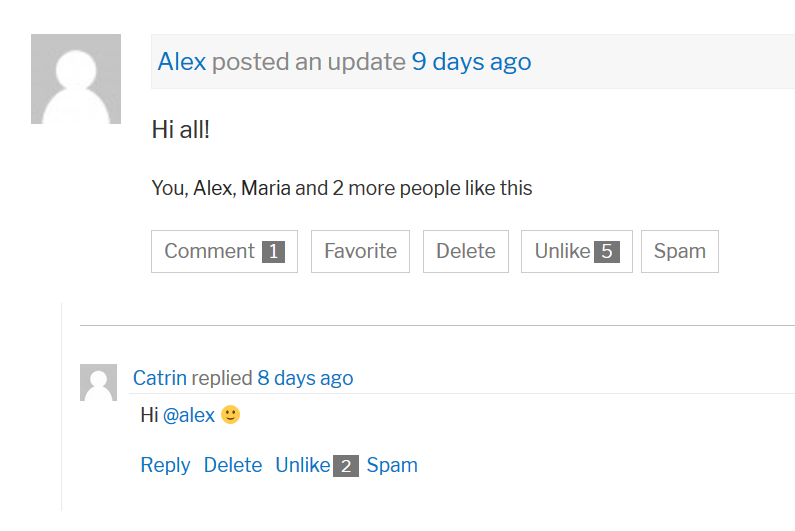 Alex posted an update 9 days ago
Hi all!
You, Alex, Maria and 2 more people like this
Comment 1 Favorite Delete Unlike 5 Spam
Catrin replied 8 days ago
Hi @alex 🙂
Reply Delete Unlike 2 Spam